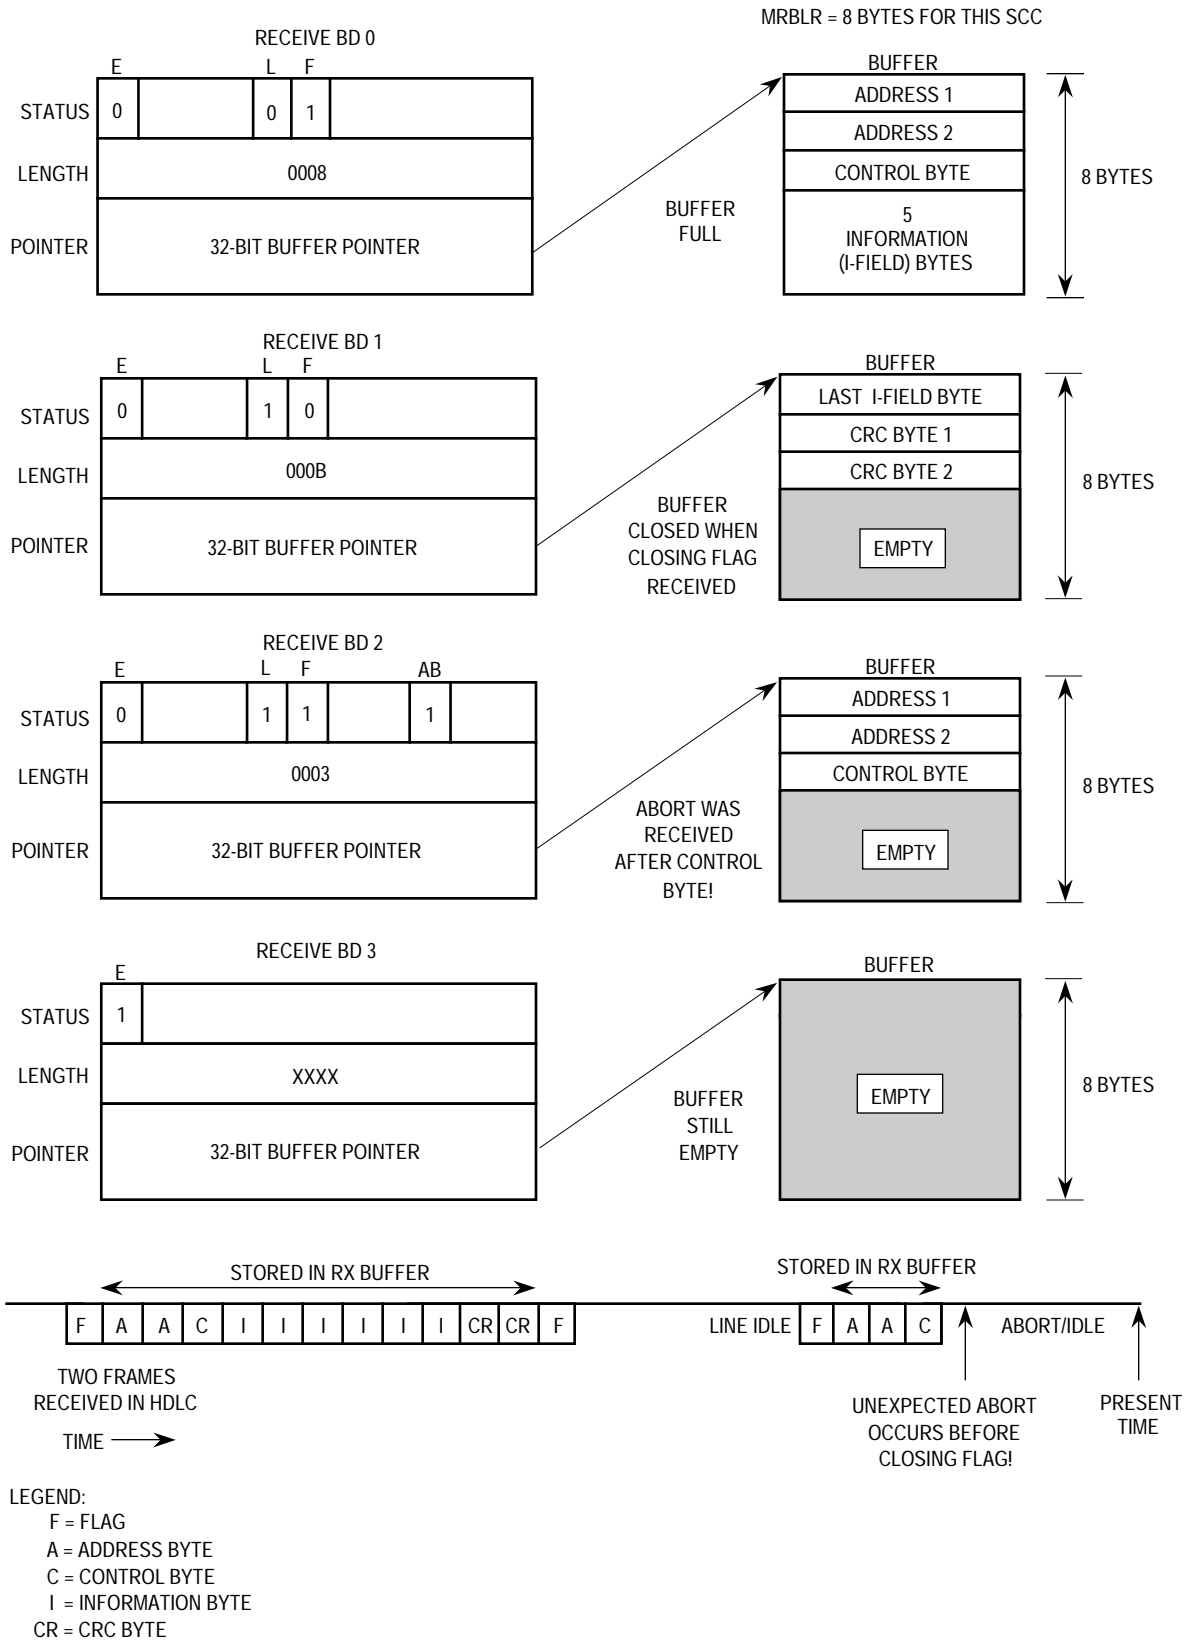 MRBLR = 8 BYTES FOR THIS SCC
RECEIVE BD 0
E L F
STATUS 0 0 1
LENGTH 0008
POINTER 32-BIT BUFFER POINTER
BUFFER
FULL
BUFFER
ADDRESS 1
ADDRESS 2
CONTROL BYTE
5
INFORMATION
(I-FIELD) BYTES
8 BYTES
RECEIVE BD 1
E L F
STATUS 0 1 0
LENGTH 000B
POINTER 32-BIT BUFFER POINTER
BUFFER
CLOSED WHEN
CLOSING FLAG
RECEIVED
BUFFER
LAST I-FIELD BYTE
CRC BYTE 1
CRC BYTE 2
EMPTY
8 BYTES
RECEIVE BD 2
E L F AB
STATUS 0 1 1 1
LENGTH 0003
POINTER 32-BIT BUFFER POINTER
ABORT WAS
RECEIVED
AFTER CONTROL
BYTE!
BUFFER
ADDRESS 1
ADDRESS 2
CONTROL BYTE
EMPTY
8 BYTES
RECEIVE BD 3
E
STATUS 1
LENGTH XXXX
POINTER 32-BIT BUFFER POINTER
BUFFER
STILL
EMPTY
BUFFER
EMPTY
8 BYTES
STORED IN RX BUFFER STORED IN RX BUFFER
F A A C I I I I I I CR CR F LINE IDLE F A A C ABORT/IDLE
TWO FRAMES
RECEIVED IN HDLC
TIME
UNEXPECTED ABORT
OCCURS BEFORE
CLOSING FLAG!
PRESENT
TIME
LEGEND:
F = FLAG
A = ADDRESS BYTE
C = CONTROL BYTE
I = INFORMATION BYTE
CR = CRC BYTE